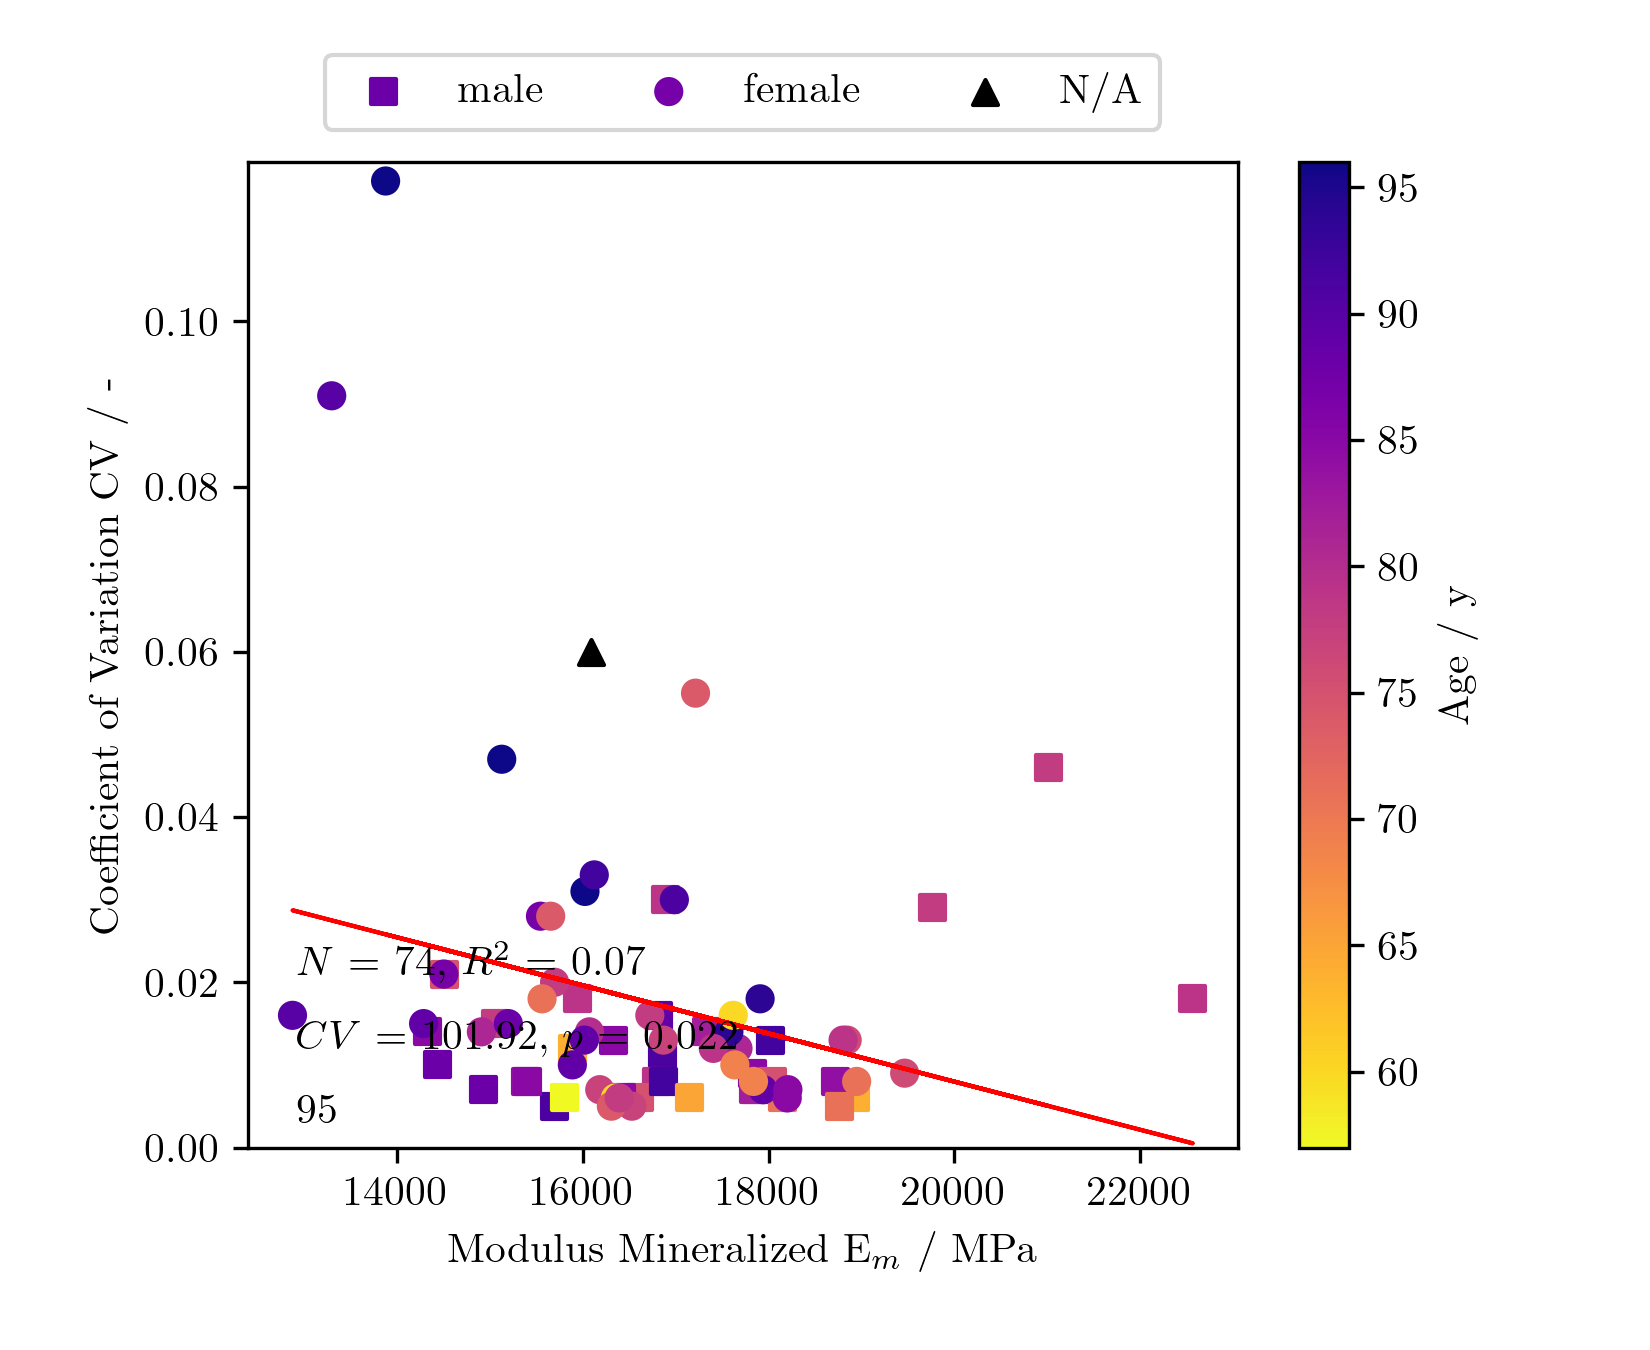 male female N/A
0.10
0.08
0.06
0.04
0.02
0.00
Coefficient of Variation CV / -
N = 74, R² = 0.07
CV = 101.92, p = 0.022
95
14000 16000 18000 20000 22000
Modulus Mineralized Eₘ / MPa
95
90
85
80
75
70
65
60
Age / y